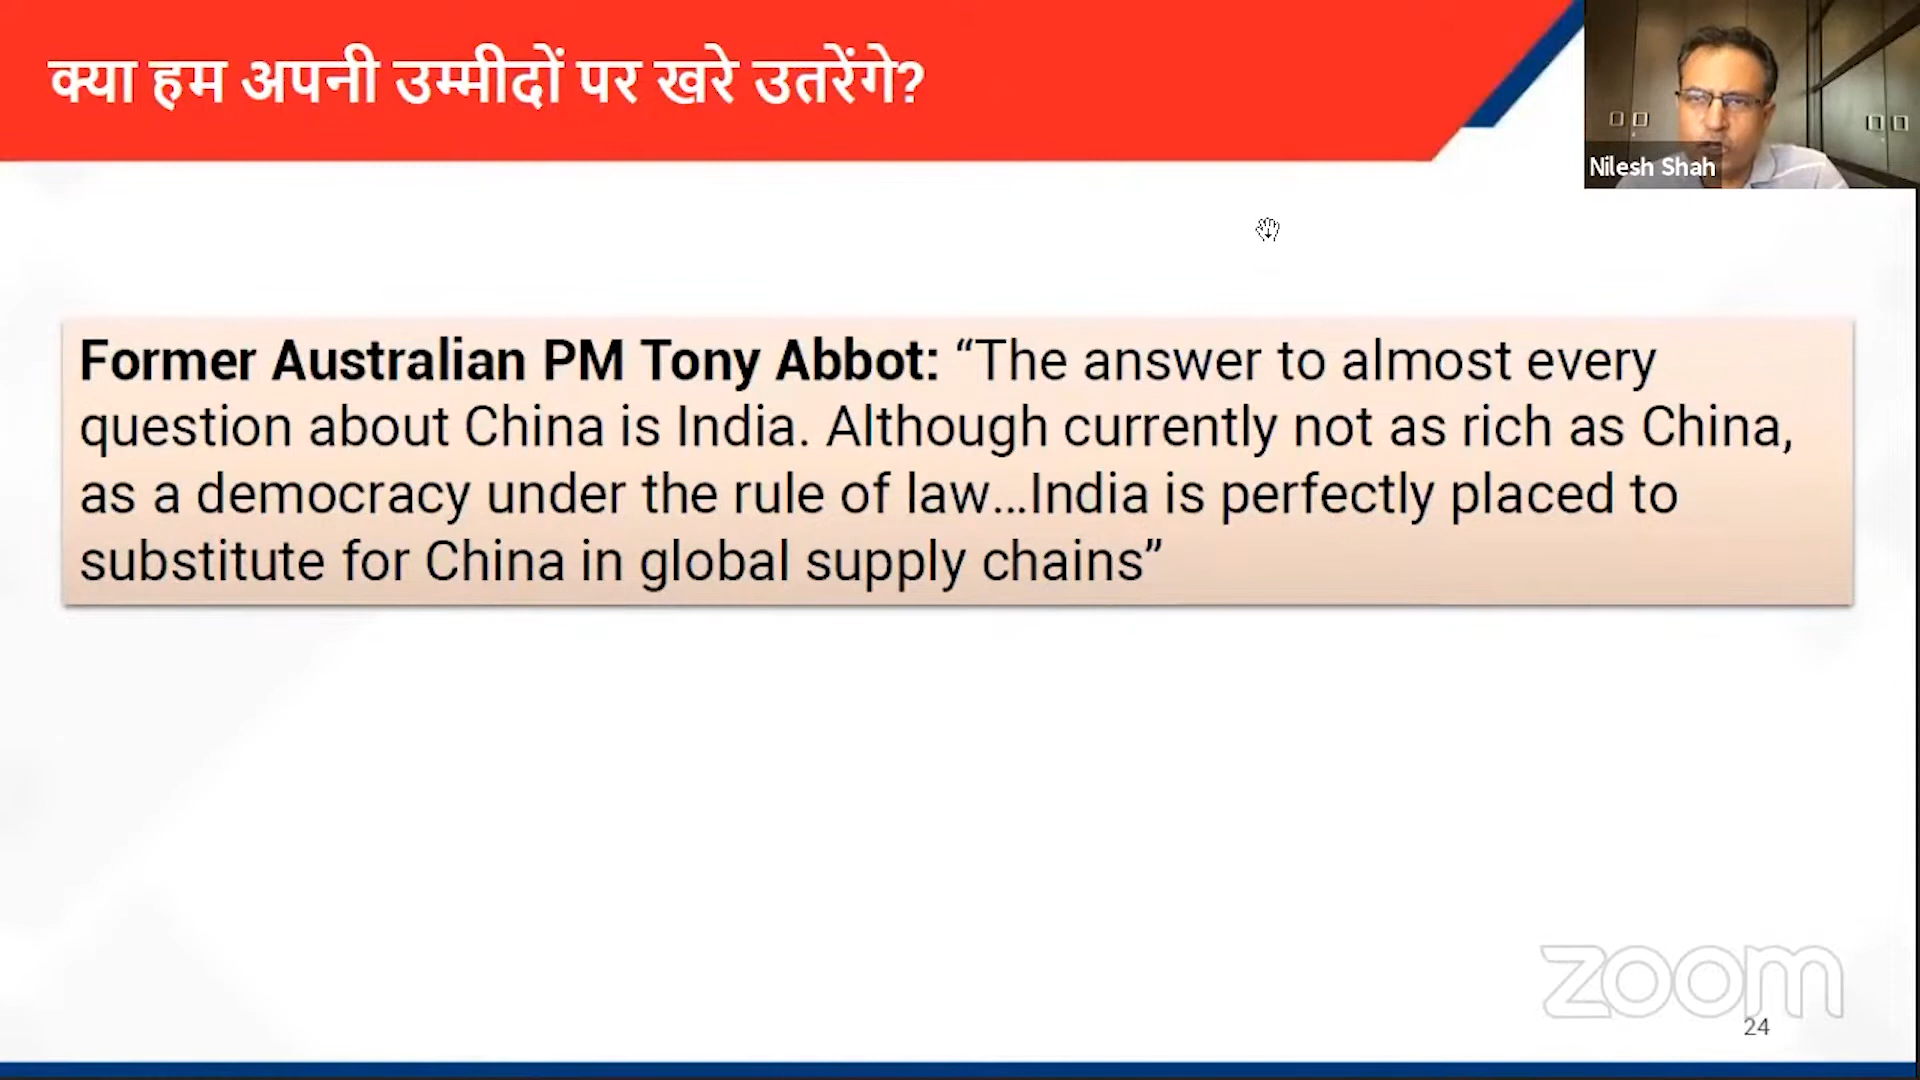 क्या हम अपनी उम्मीदों पर खरे उतरेंगे?
Nilesh Shah
Former Australian PM Tony Abbot: “The answer to almost every
question about China is India. Although currently not as rich as China,
as a democracy under the rule of law...India is perfectly placed to
substitute for China in global supply chains”
zoom
24